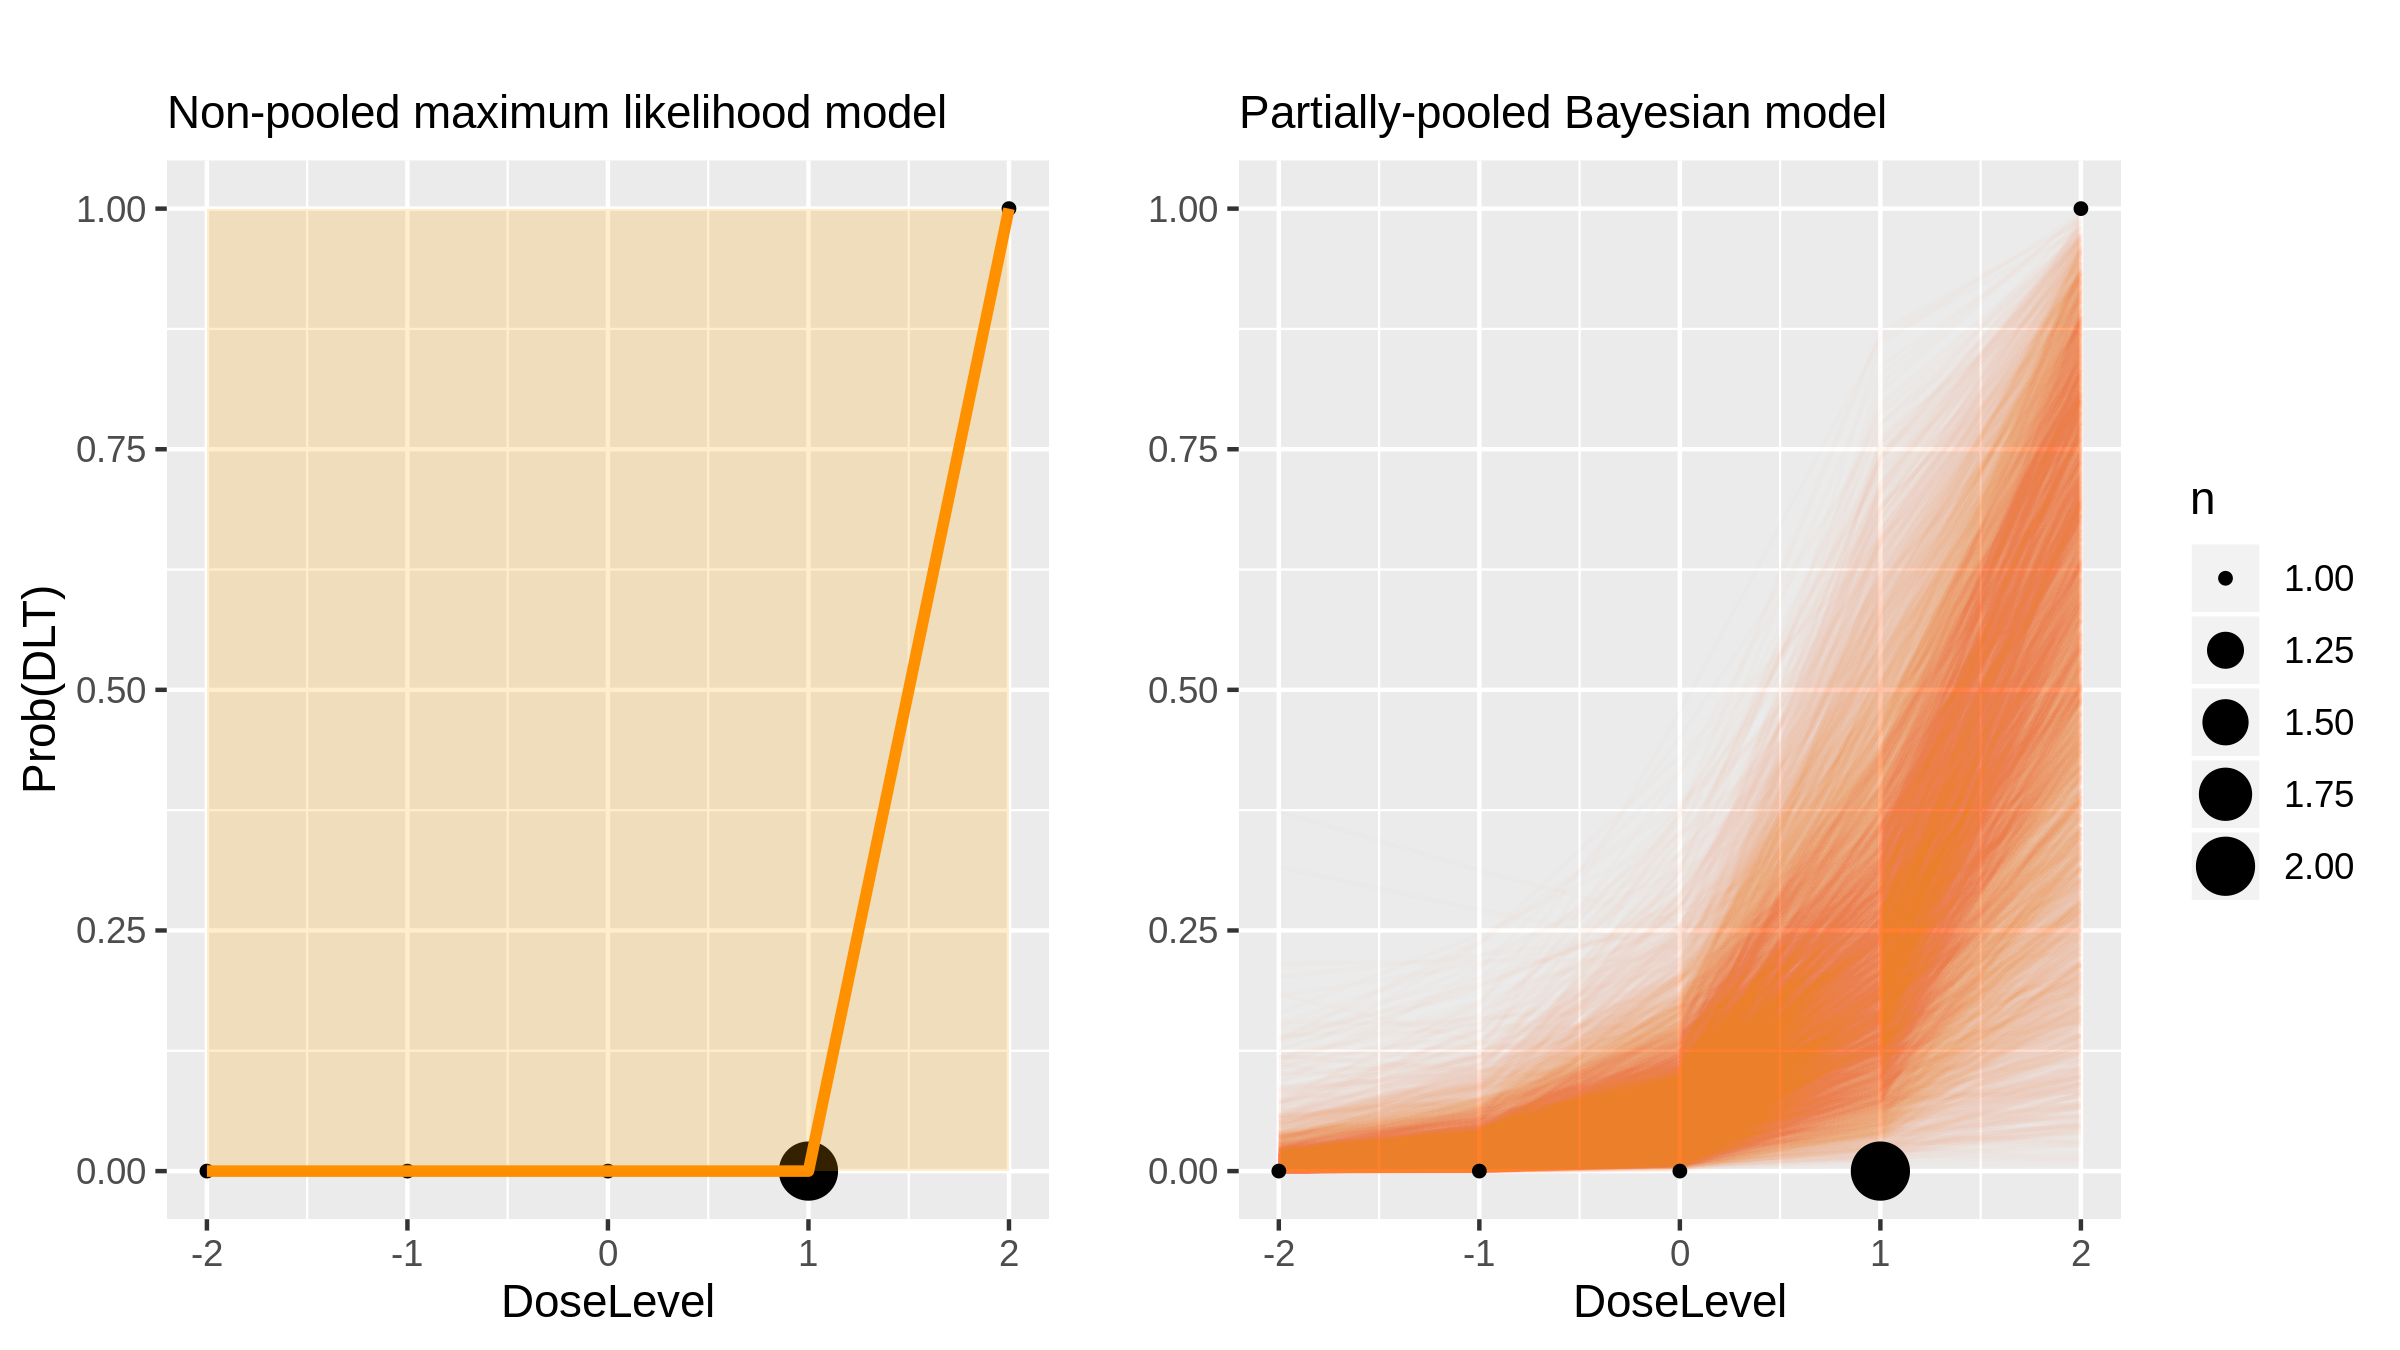 Non-pooled maximum likelihood model
Prob(DLT)
1.00
0.75
0.50
0.25
0.00
-2 -1 0 1 2
DoseLevel
Partially-pooled Bayesian model
1.00
0.75
0.50
0.25
0.00
-2 -1 0 1 2
DoseLevel
n
1.00
1.25
1.50
1.75
2.00